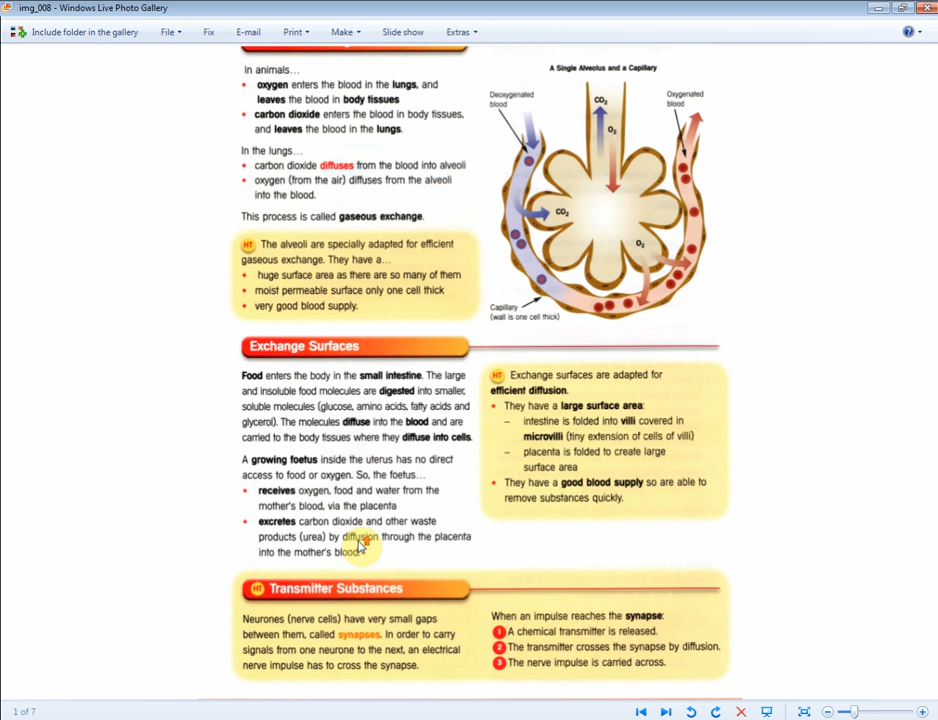 img_008 - Windows Live Photo Gallery
Include folder in the gallery
File
Fix
E-mail
Print
Make
Slide show
Extras
In animals…
• oxygen enters the blood in the lungs, and
leaves the blood in body tissues
• carbon dioxide enters the blood in body tissues,
and leaves the blood in the lungs.
In the lungs…
• carbon dioxide diffuses from the blood into alveoli
• oxygen (from the air) diffuses from the alveoli
into the blood.
This process is called gaseous exchange.
HT The alveoli are specially adapted for efficient
gaseous exchange. They have a…
• huge surface area as there are so many of them
• moist permeable surface only one cell thick
• very good blood supply.
A Single Alveolus and a Capillary
Deoxygenated
blood
Oxygenated
blood
CO2
O2
CO2
O2
Capillary
(wall is one cell thick)
Exchange Surfaces
Food enters the body in the small intestine. The large
and insoluble food molecules are digested into smaller,
soluble molecules (glucose, amino acids, fatty acids and
glycerol). The molecules diffuse into the blood and are
carried to the body tissues where they diffuse into cells.
A growing foetus inside the uterus has no direct
access to food or oxygen. So, the foetus…
• receives oxygen, food and water from the
mother's blood, via the placenta
• excretes carbon dioxide and other waste
products (urea) by diffusion through the placenta
into the mother's blood.
HT Exchange surfaces are adapted for
efficient diffusion.
• They have a large surface area:
– intestine is folded into villi covered in
microvilli (tiny extension of cells of villi)
– placenta is folded to create large
surface area
• They have a good blood supply so are able to
remove substances quickly.
HT Transmitter Substances
Neurones (nerve cells) have very small gaps
between them, called synapses. In order to carry
signals from one neurone to the next, an electrical
nerve impulse has to cross the synapse.
When an impulse reaches the synapse:
1 A chemical transmitter is released.
2 The transmitter crosses the synapse by diffusion.
3 The nerve impulse is carried across.
1 of 7